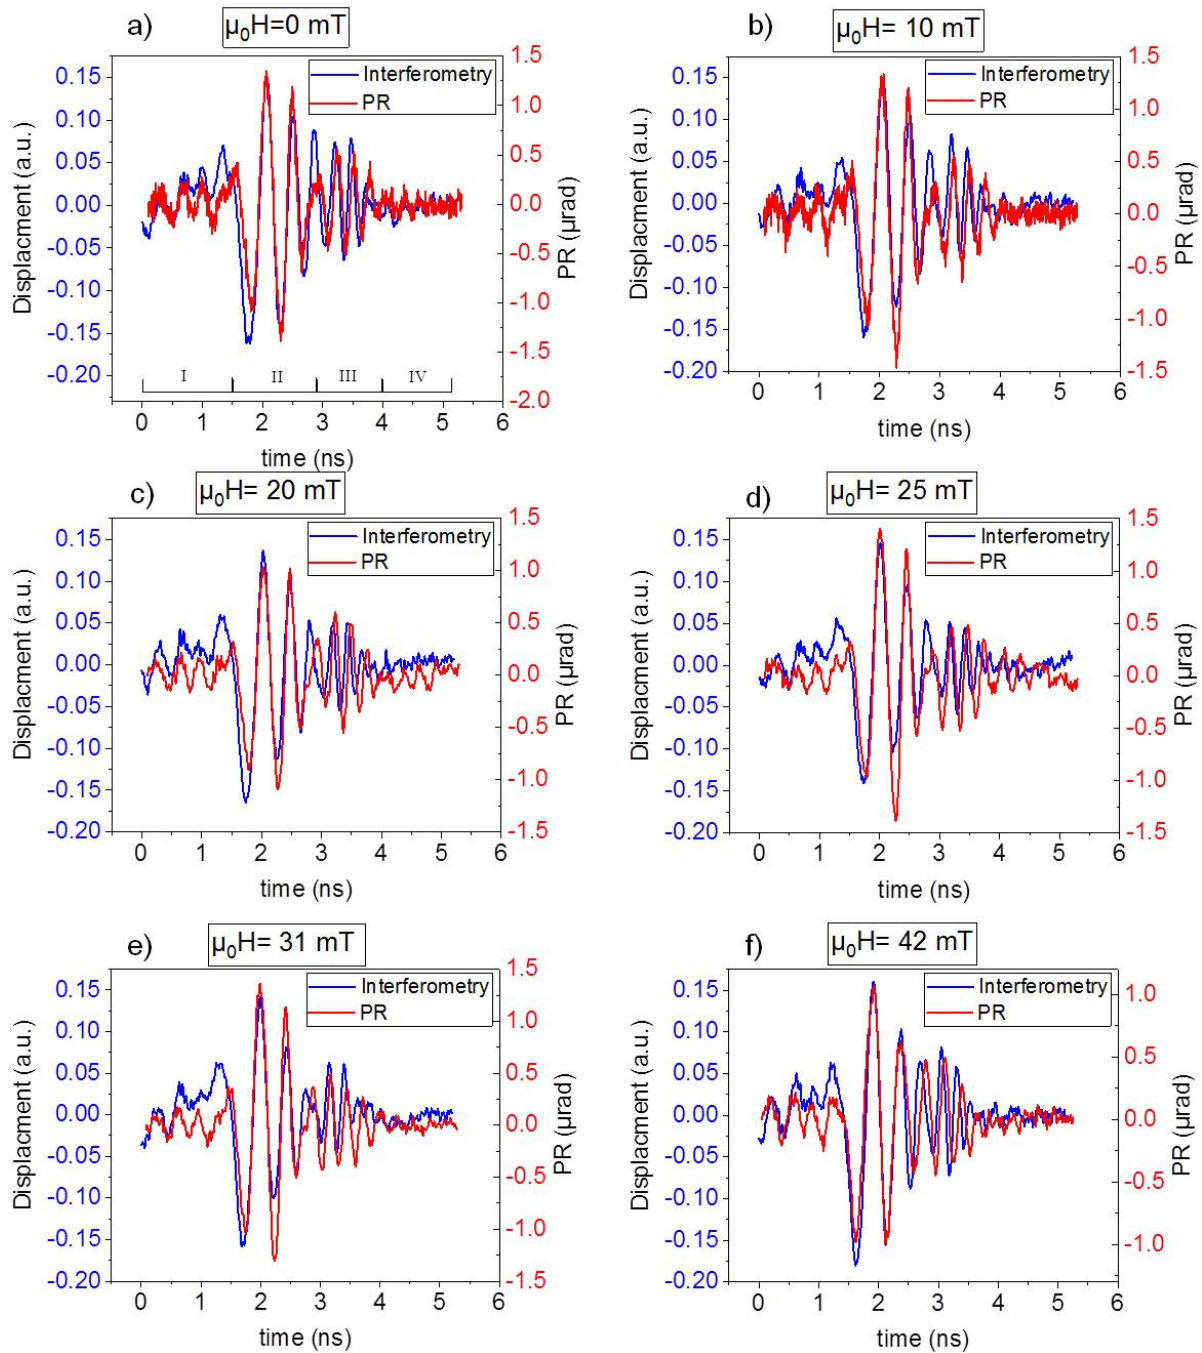 a) µ₀H=0 mT
Interferometry
PR
Displacment (a.u.)
0.15
0.10
0.05
0.00
-0.05
-0.10
-0.15
-0.20
1.5
1.0
0.5
0.0
-0.5
-1.0
-1.5
-2.0
PR (µrad)
I II III IV
0 1 2 3 4 5 6
time (ns)
b) µ₀H= 10 mT
Interferometry
PR
Displacment (a.u.)
0.15
0.10
0.05
0.00
-0.05
-0.10
-0.15
-0.20
1.5
1.0
0.5
0.0
-0.5
-1.0
-1.5
PR (µrad)
0 1 2 3 4 5 6
time (ns)
c) µ₀H= 20 mT
Interferometry
PR
Displacment (a.u.)
0.15
0.10
0.05
0.00
-0.05
-0.10
-0.15
-0.20
1.5
1.0
0.5
0.0
-0.5
-1.0
-1.5
PR (µrad)
0 1 2 3 4 5 6
time (ns)
d) µ₀H= 25 mT
Interferometry
PR
Displacment (a.u.)
0.15
0.10
0.05
0.00
-0.05
-0.10
-0.15
-0.20
1.5
1.0
0.5
0.0
-0.5
-1.0
-1.5
PR (µrad)
0 1 2 3 4 5 6
time (ns)
e) µ₀H= 31 mT
Interferometry
PR
Displacment (a.u.)
0.15
0.10
0.05
0.00
-0.05
-0.10
-0.15
-0.20
1.5
1.0
0.5
0.0
-0.5
-1.0
-1.5
PR (µrad)
0 1 2 3 4 5 6
time (ns)
f) µ₀H= 42 mT
Interferometry
PR
Displacment (a.u.)
0.15
0.10
0.05
0.00
-0.05
-0.10
-0.15
-0.20
1.0
0.5
0.0
-0.5
-1.0
PR (µrad)
0 1 2 3 4 5 6
time (ns)